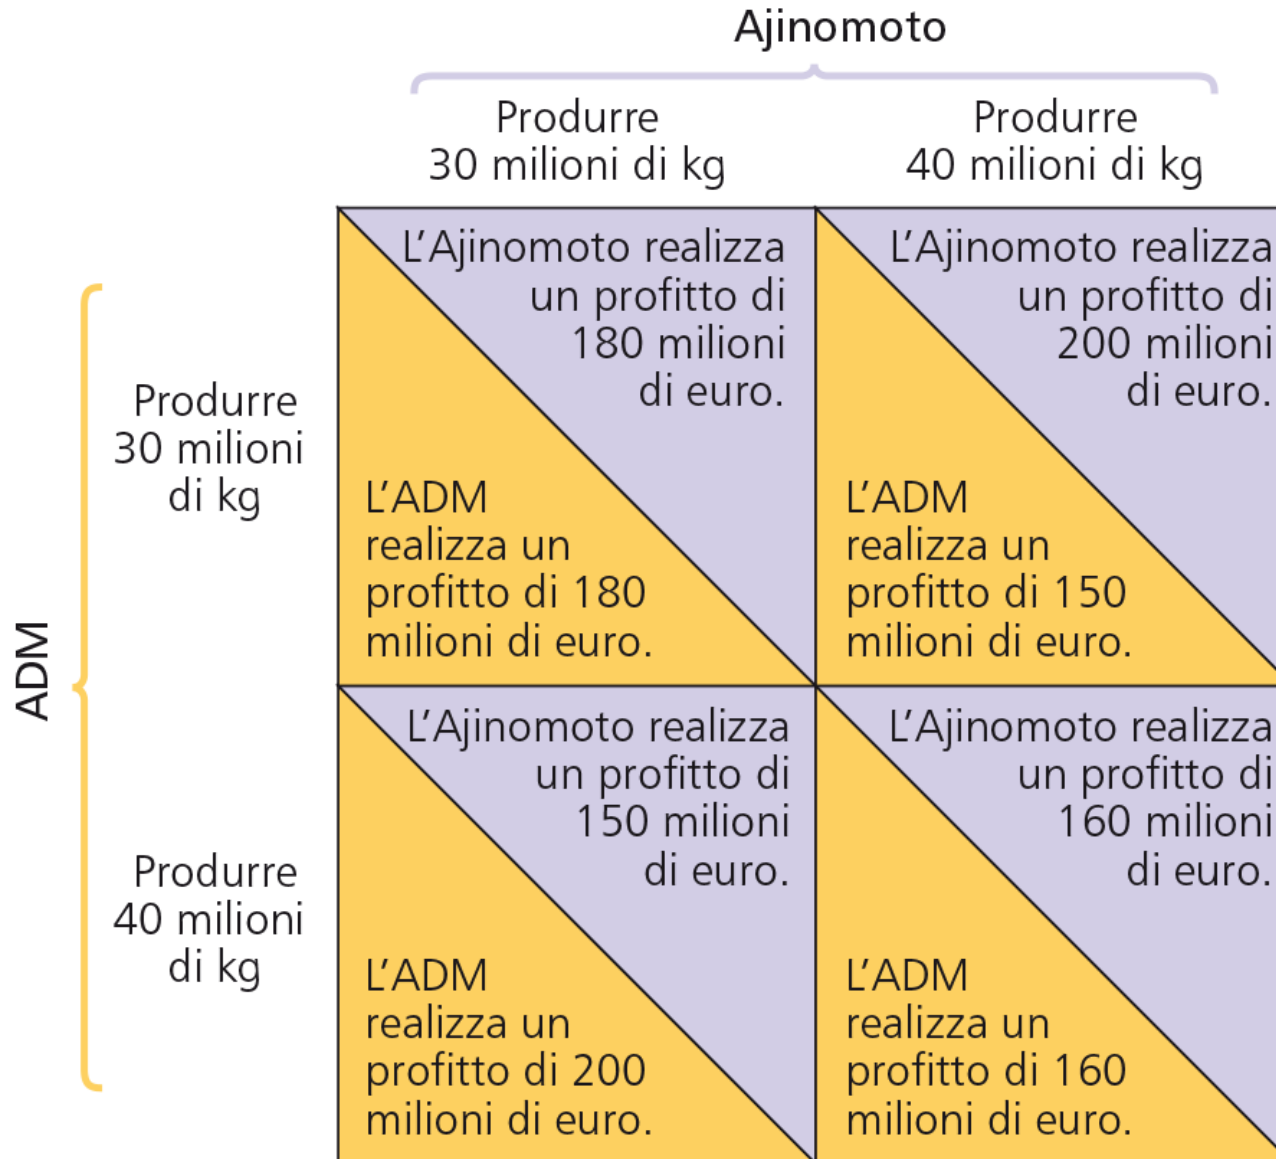 Ajinomoto
Produrre
30 milioni di kg
Produrre
40 milioni di kg
ADM
Produrre
30 milioni
di kg
L’Ajinomoto realizza
un profitto di
180 milioni
di euro.
L’ADM
realizza un
profitto di 180
milioni di euro.
L’Ajinomoto realizza
un profitto di
200 milioni
di euro.
L’ADM
realizza un
profitto di 150
milioni di euro.
Produrre
40 milioni
di kg
L’Ajinomoto realizza
un profitto di
150 milioni
di euro.
L’ADM
realizza un
profitto di 200
milioni di euro.
L’Ajinomoto realizza
un profitto di
160 milioni
di euro.
L’ADM
realizza un
profitto di 160
milioni di euro.